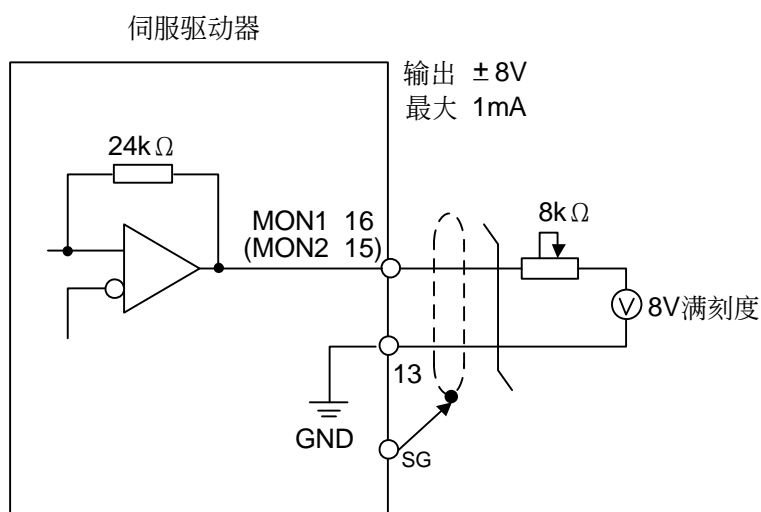 伺服驱动器
输出 ±8V
最大 1mA
24kΩ
MON1 16
(MON2 15)
8kΩ
V
8V满刻度
13
GND
SG